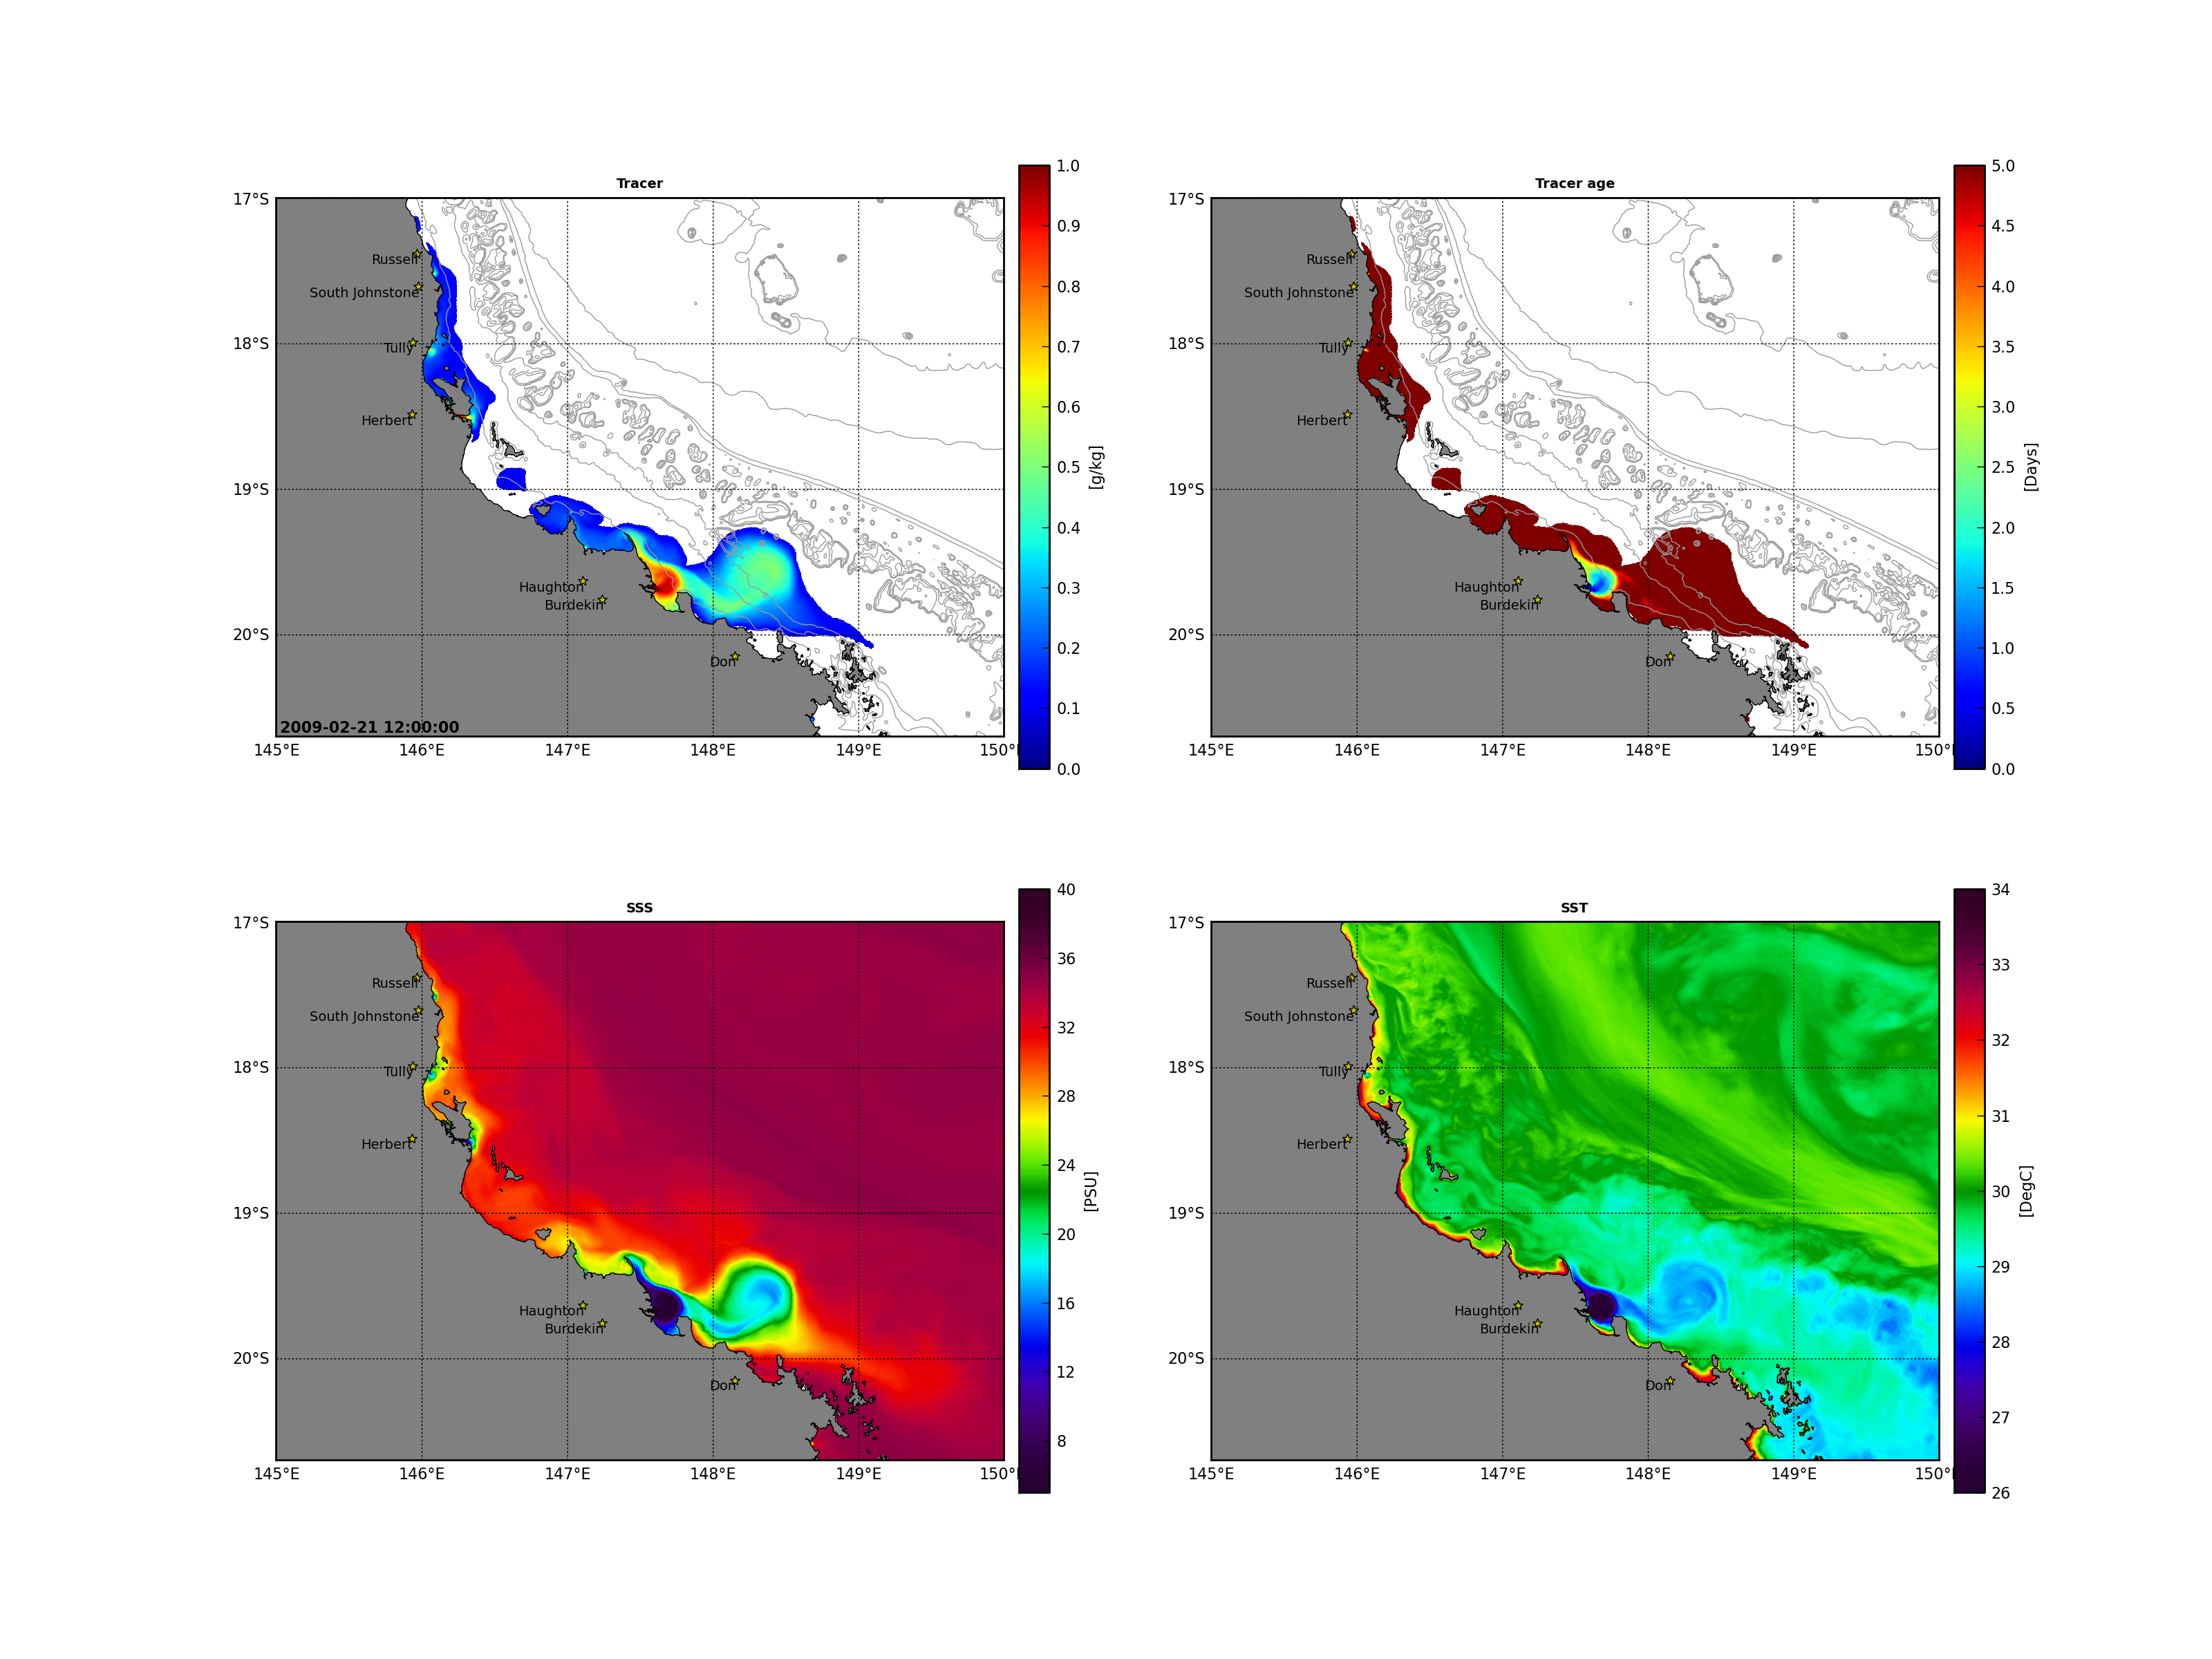 Tracer
17°S
18°S
19°S
20°S
Russell
South Johnstone
Tully
Herbert
Haughton
Burdekin
Don
2009-02-21 12:00:00
145°E 146°E 147°E 148°E 149°E 150°
1.0
0.9
0.8
0.7
0.6
0.5
0.4
0.3
0.2
0.1
0.0
[g/kg]
Tracer age
17°S
18°S
19°S
20°S
Russell
South Johnstone
Tully
Herbert
Haughton
Burdekin
Don
145°E 146°E 147°E 148°E 149°E 150°
5.0
4.5
4.0
3.5
3.0
2.5
2.0
1.5
1.0
0.5
0.0
[Days]
SSS
17°S
18°S
19°S
20°S
Russell
South Johnstone
Tully
Herbert
Haughton
Burdekin
Don
145°E 146°E 147°E 148°E 149°E 150°
40
36
32
28
24
20
16
12
8
[PSU]
SST
17°S
18°S
19°S
20°S
Russell
South Johnstone
Tully
Herbert
Haughton
Burdekin
Don
145°E 146°E 147°E 148°E 149°E 150°
34
33
32
31
30
29
28
27
26
[DegC]